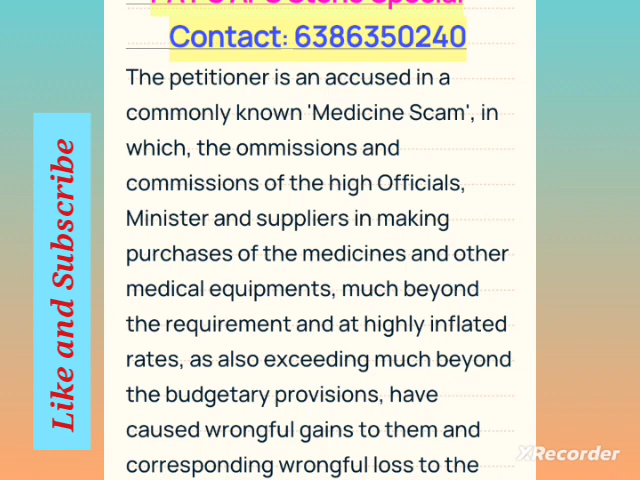 Contact: 6386350240
The petitioner is an accused in a
commonly known 'Medicine Scam', in
which, the ommissions and
commissions of the high Officials,
Minister and suppliers in making
purchases of the medicines and other
medical equipments, much beyond
the requirement and at highly inflated
rates, as also exceeding much beyond
the budgetary provisions, have
caused wrongful gains to them and
corresponding wrongful loss to the
Like and Subscribe
XRecorder